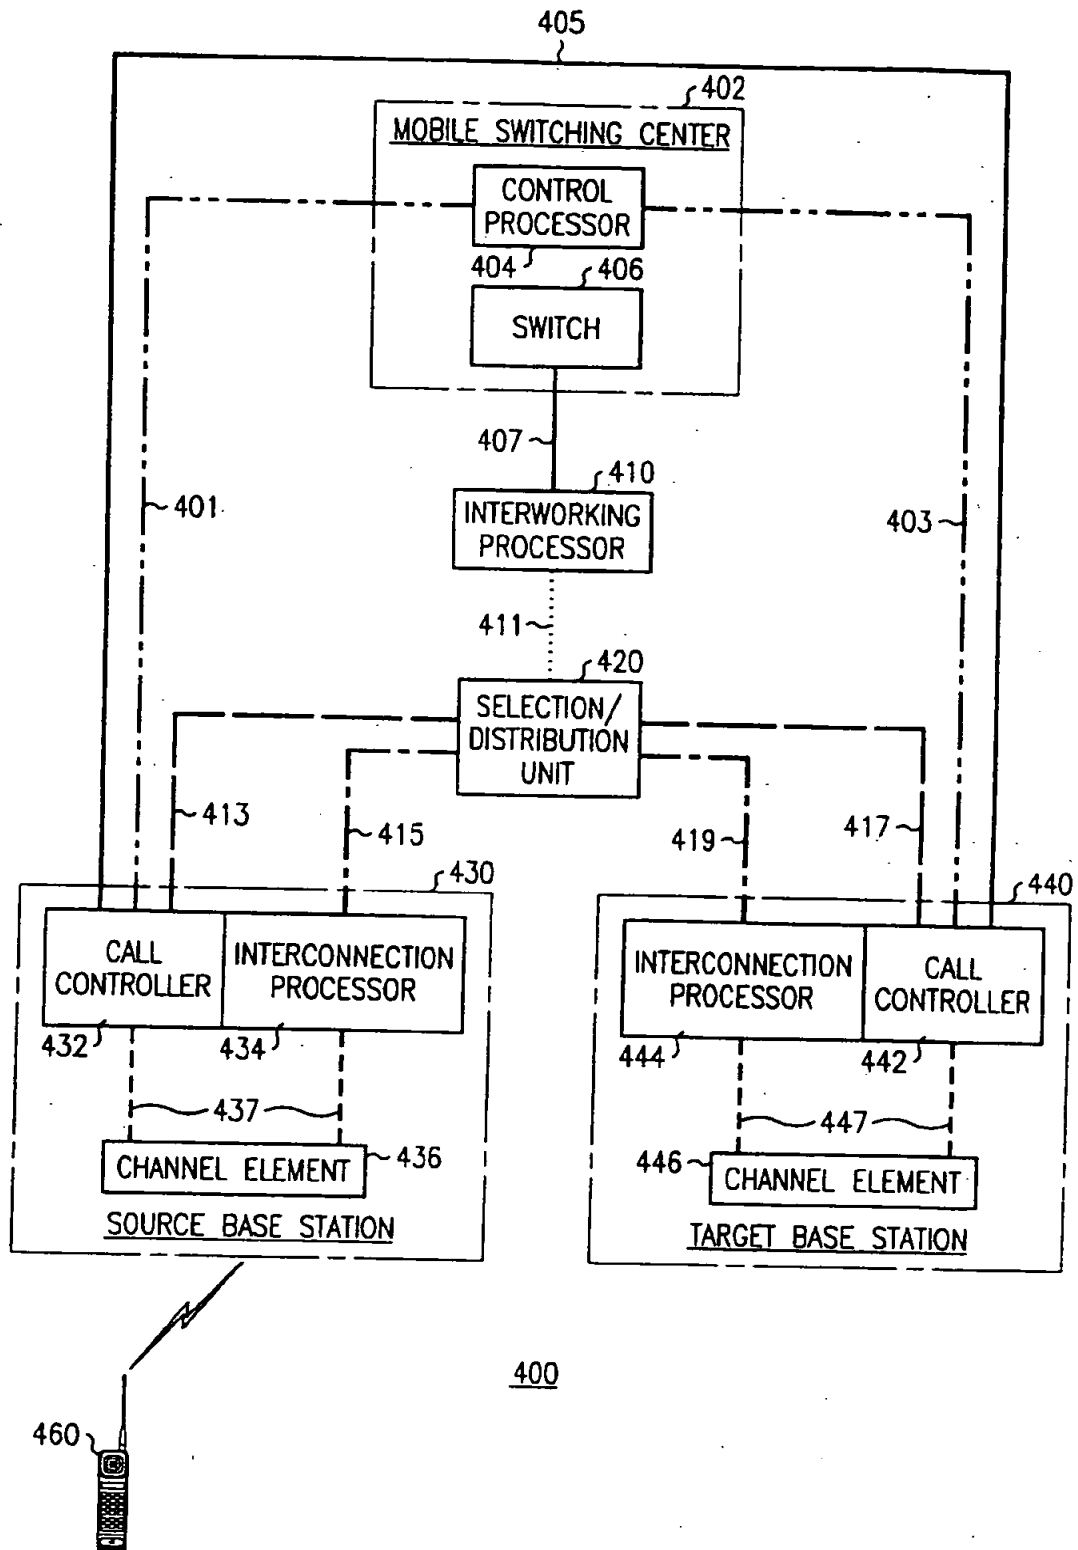 405
402
MOBILE SWITCHING CENTER
CONTROL
PROCESSOR
404
406
SWITCH
407
410
401
INTERWORKING
PROCESSOR
403
411
420
SELECTION/
DISTRIBUTION
UNIT
413
415
419
417
430
440
CALL
CONTROLLER
INTERCONNECTION
PROCESSOR
INTERCONNECTION
PROCESSOR
CALL
CONTROLLER
432
434
444
442
437
447
CHANNEL ELEMENT
436
446
CHANNEL ELEMENT
SOURCE BASE STATION
TARGET BASE STATION
400
460